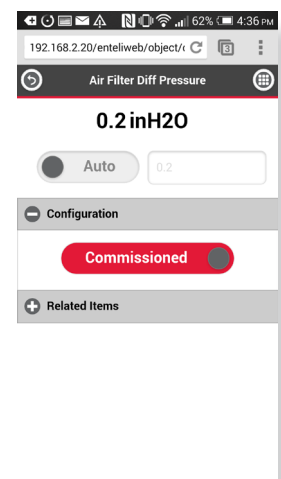 62% 4:36 PM
192.168.2.20/enteliweb/object/ 3
Air Filter Diff Pressure
0.2 inH2O
Auto 0.2
Configuration
Commissioned
Related Items